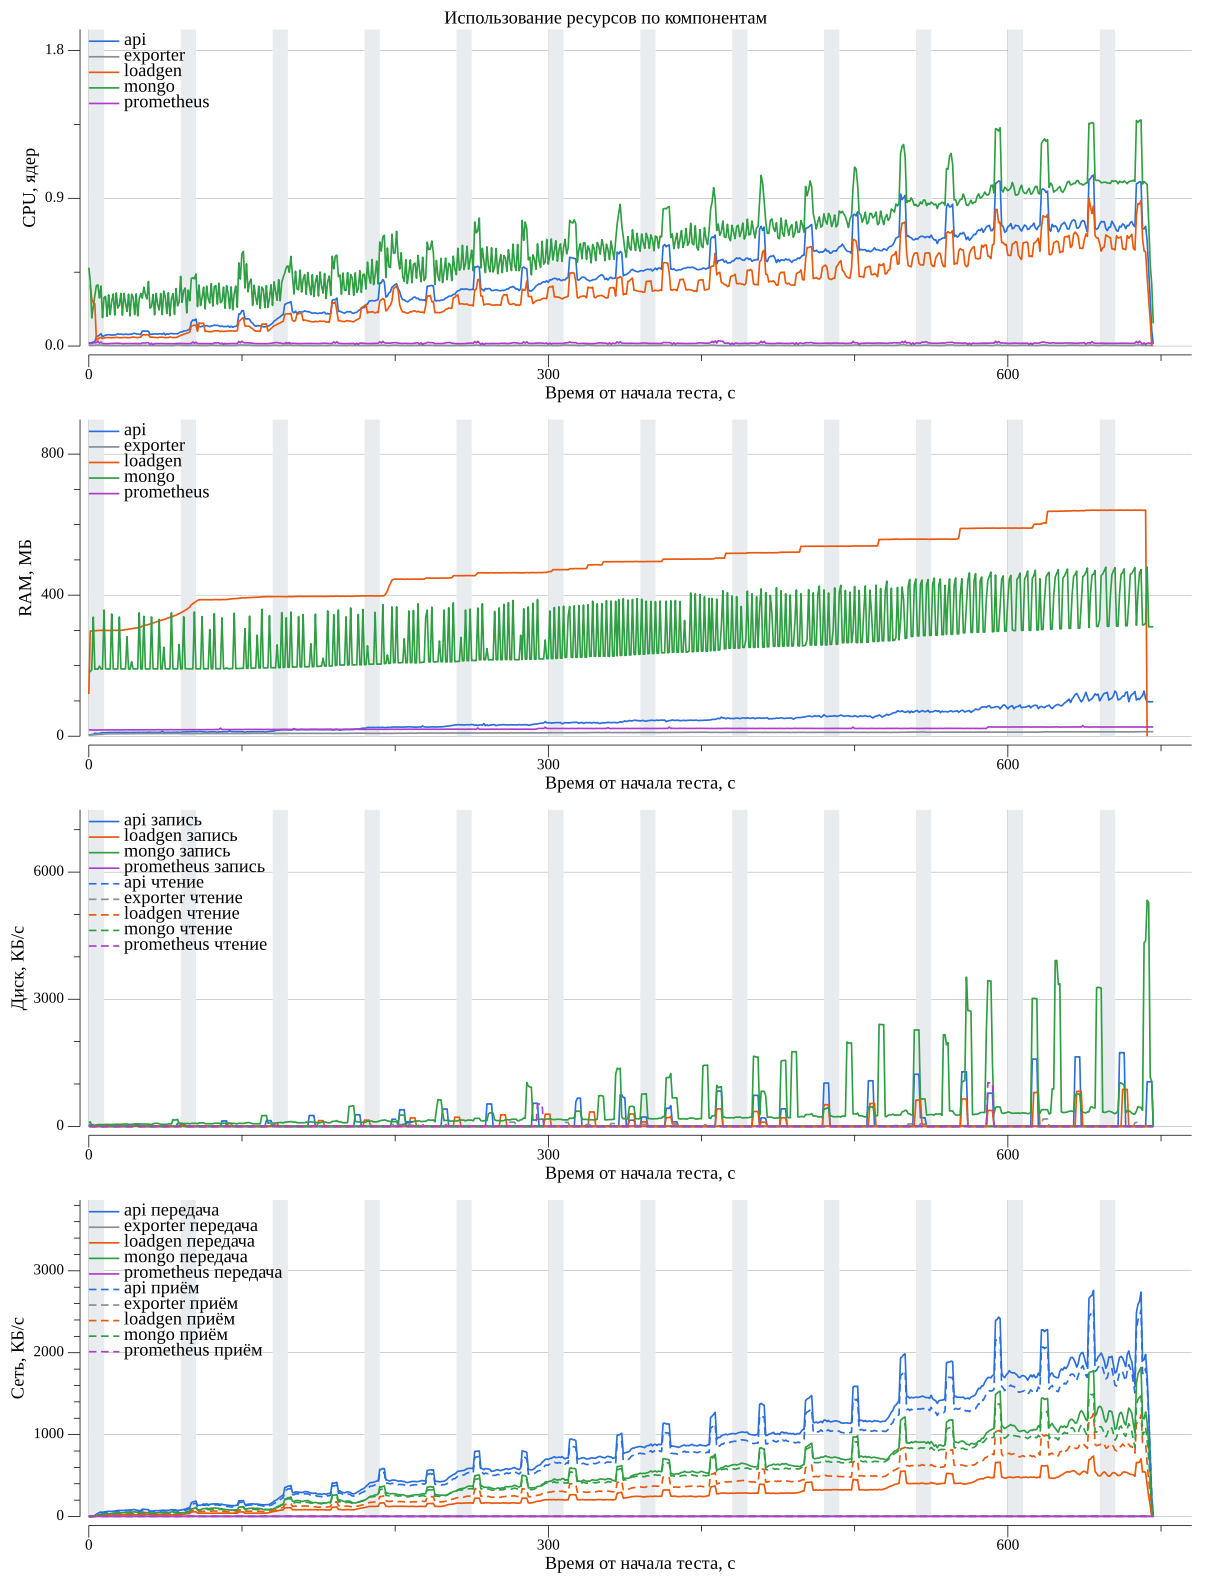 Использование ресурсов по компонентам
api
exporter
loadgen
mongo
prometheus
1.8
0.9
0.0
CPU, ядер
0
300
600
Время от начала теста, с
api
exporter
loadgen
mongo
prometheus
800
400
0
RAM, МБ
0
300
600
Время от начала теста, с
api запись
loadgen запись
mongo запись
prometheus запись
api чтение
exporter чтение
loadgen чтение
mongo чтение
prometheus чтение
6000
3000
0
Диск, КБ/с
0
300
600
Время от начала теста, с
api передача
exporter передача
loadgen передача
mongo передача
prometheus передача
api приём
exporter приём
loadgen приём
mongo приём
prometheus приём
3000
2000
1000
0
Сеть, КБ/с
0
300
600
Время от начала теста, с